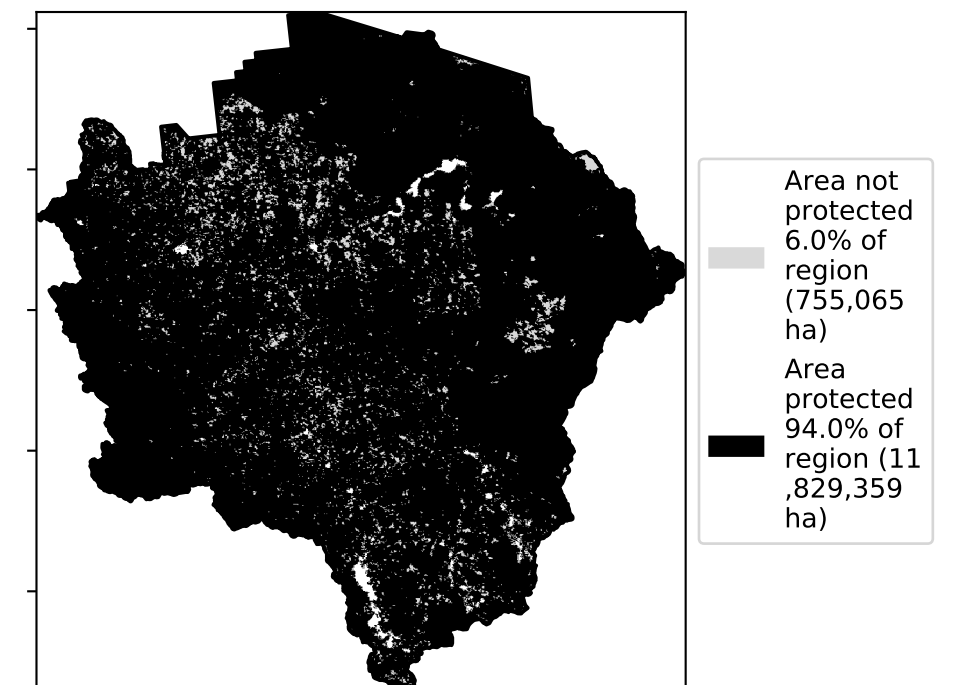 Area not
protected
6.0% of
region
(755,065
ha)
Area
protected
94.0% of
region (11
,829,359
ha)